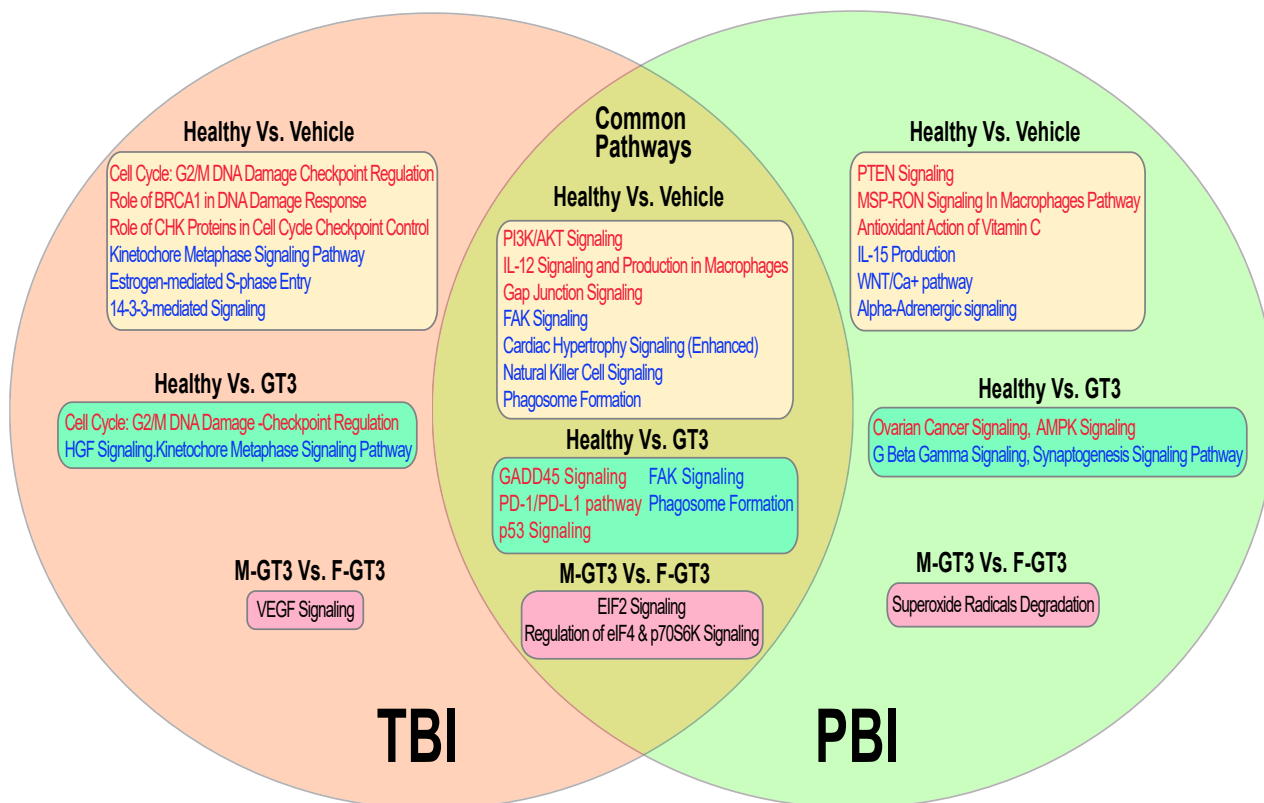 Healthy Vs. Vehicle
Cell Cycle: G2/M DNA Damage Checkpoint Regulation
Role of BRCA1 in DNA Damage Response
Role of CHK Proteins in Cell Cycle Checkpoint Control
Kinetochore Metaphase Signaling Pathway
Estrogen-mediated S-phase Entry
14-3-3-mediated Signaling
Healthy Vs. GT3
Cell Cycle: G2/M DNA Damage -Checkpoint Regulation
HGF Signaling.Kinetochore Metaphase Signaling Pathway
M-GT3 Vs. F-GT3
VEGF Signaling
TBI
Common
Pathways
Healthy Vs. Vehicle
PI3K/AKT Signaling
IL-12 Signaling and Production in Macrophages
Gap Junction Signaling
FAK Signaling
Cardiac Hypertrophy Signaling (Enhanced)
Natural Killer Cell Signaling
Phagosome Formation
Healthy Vs. GT3
GADD45 Signaling
PD-1/PD-L1 pathway
p53 Signaling
FAK Signaling
Phagosome Formation
M-GT3 Vs. F-GT3
EIF2 Signaling
Regulation of eIF4 & p70S6K Signaling
Healthy Vs. Vehicle
PTEN Signaling
MSP-RON Signaling In Macrophages Pathway
Antioxidant Action of Vitamin C
IL-15 Production
WNT/Ca+ pathway
Alpha-Adrenergic signaling
Healthy Vs. GT3
Ovarian Cancer Signaling, AMPK Signaling
G Beta Gamma Signaling, Synaptogenesis Signaling Pathway
M-GT3 Vs. F-GT3
Superoxide Radicals Degradation
PBI